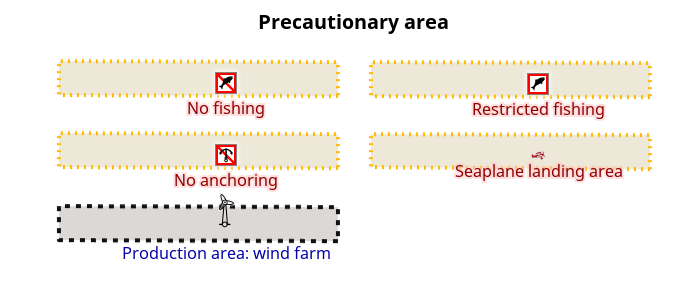 Precautionary area
No fishing
Restricted fishing
No anchoring
Seaplane landing area
Production area: wind farm